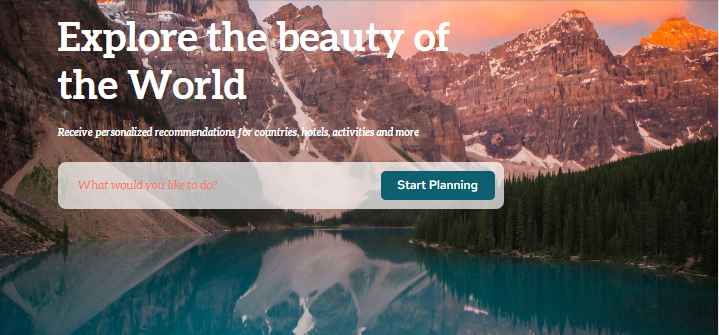 Explore the beauty of
the World
Receive personalized recommendations for countries, hotels, activities and more
What would you like to do?
Start Planning